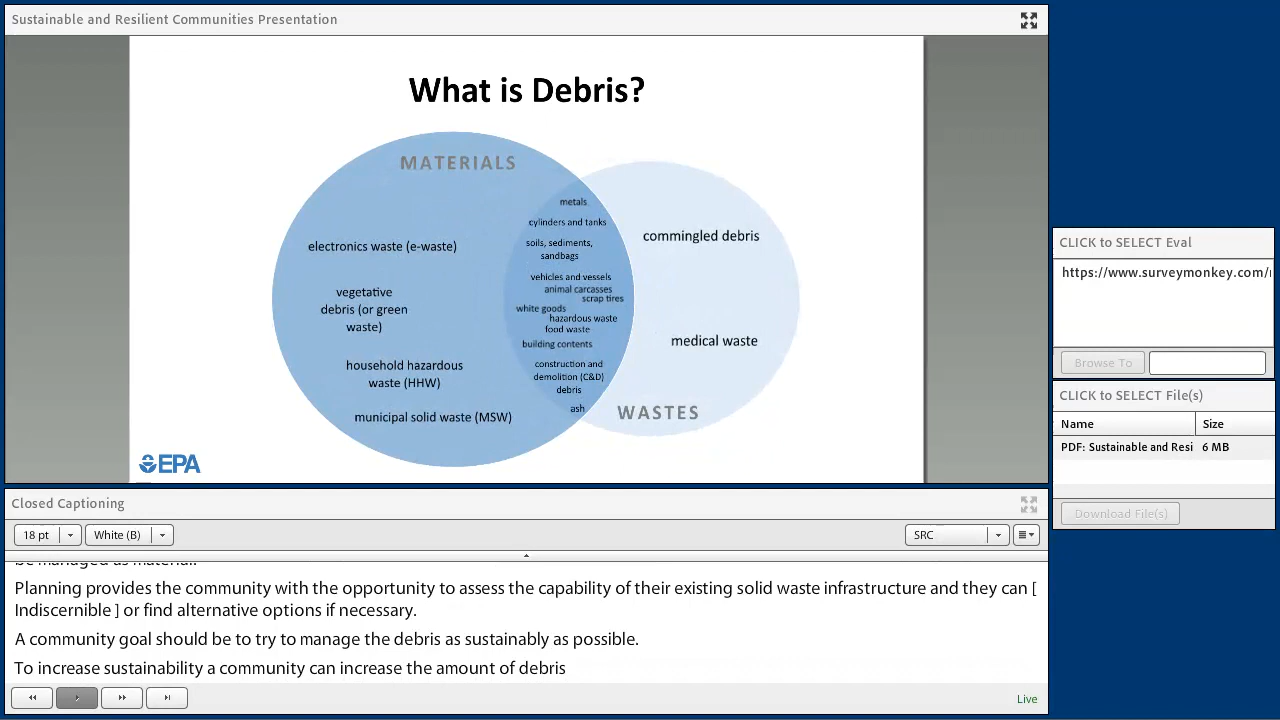 Sustainable and Resilient Communities Presentation
What is Debris?
MATERIALS
electronics waste (e-waste)
vegetative
debris (or green
waste)
household hazardous
waste (HHW)
municipal solid waste (MSW)
metals
cylinders and tanks
soils, sediments,
sandbags
vehicles and vessels
animal carcasses
scrap tires
white goods
hazardous waste
food waste
building contents
construction and
demolition (C&D)
debris
ash
commingled debris
medical waste
WASTES
EPA
CLICK to SELECT Eval
https://www.surveymonkey.com/
Browse To
CLICK to SELECT File(s)
Name Size
PDF: Sustainable and Resi 6 MB
Download File(s)
Closed Captioning
18 pt White (B) SRC
be managed as material.
Planning provides the community with the opportunity to assess the capability of their existing solid waste infrastructure and they can [
Indiscernible ] or find alternative options if necessary.
A community goal should be to try to manage the debris as sustainably as possible.
To increase sustainability a community can increase the amount of debris
Live